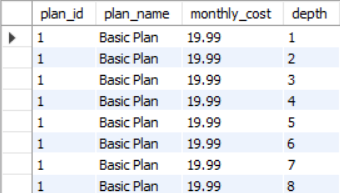 plan_id plan_name monthly_cost depth
1 Basic Plan 19.99 1
1 Basic Plan 19.99 2
1 Basic Plan 19.99 3
1 Basic Plan 19.99 4
1 Basic Plan 19.99 5
1 Basic Plan 19.99 6
1 Basic Plan 19.99 7
1 Basic Plan 19.99 8